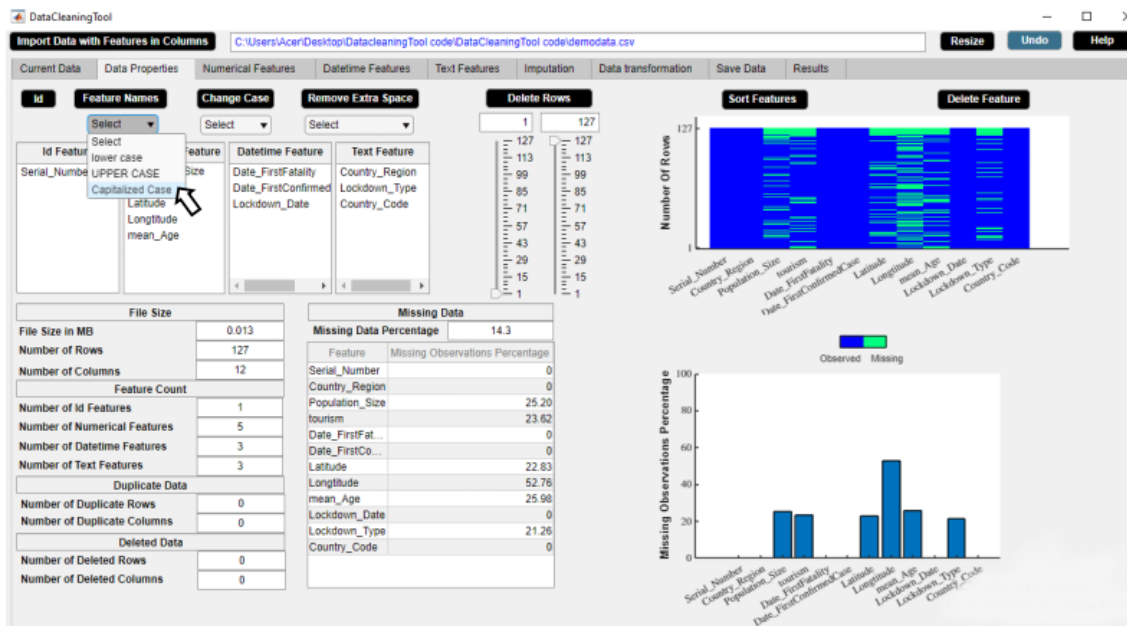 DataCleaningTool
Import Data with Features in Columns C:\Users\Acer\Desktop\DatacleaningTool code\DataCleaningTool code\demodata.csv Resize Undo Help
Current Data Data Properties Numerical Features Datetime Features Text Features Imputation Data transformation Save Data Results
Id Feature Names Change Case Remove Extra Space Delete Rows Sort Features Delete Feature
Select Select Select 1 127
Select
lower case
UPPER CASE
Capitalized Case
Id Featur eature Datetime Feature Text Feature
Serial_Numbe ize Date_FirstFatality Country_Region
Date_FirstConfirmed Lockdown_Type
Latitude Lockdown_Date Country_Code
Longtitude
mean_Age
127 127
113 113
99 99
85 85
71 71
57 57
43 43
29 29
15 15
1 1
Number Of Rows
127
1
Serial_Number Country_Region Population_Size tourism Date_FirstFatality Date_FirstConfirmedCase Latitude Longtitude mean_Age Lockdown_Date Lockdown_Type Country_Code
Observed Missing
File Size
File Size in MB 0.013
Number of Rows 127
Number of Columns 12
Feature Count
Number of Id Features 1
Number of Numerical Features 5
Number of Datetime Features 3
Number of Text Features 3
Duplicate Data
Number of Duplicate Rows 0
Number of Duplicate Columns 0
Deleted Data
Number of Deleted Rows 0
Number of Deleted Columns 0
Missing Data
Missing Data Percentage 14.3
Feature Missing Observations Percentage
Serial_Number 0
Country_Region 0
Population_Size 25.20
tourism 23.62
Date_FirstFat... 0
Date_FirstCo... 0
Latitude 22.83
Longtitude 52.76
mean_Age 25.98
Lockdown_Date 0
Lockdown_Type 21.26
Country_Code 0
Missing Observations Percentage
100
80
60
40
20
0
Serial_Number Country_Region Population_Size tourism Date_FirstFatality Date_FirstConfirmedCase Latitude Longtitude mean_Age Lockdown_Date Lockdown_Type Country_Code